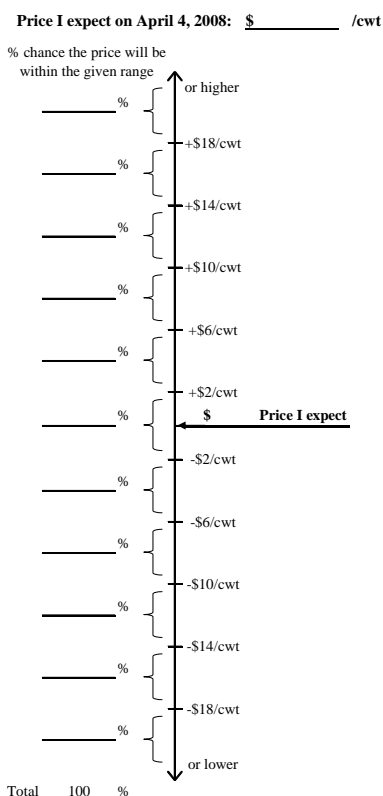 Price I expect on April 4, 2008: $ /cwt
% chance the price will be
within the given range
or higher
%
+$18/cwt
%
+$14/cwt
%
+$10/cwt
%
+$6/cwt
%
+$2/cwt
% $ Price I expect
-$2/cwt
%
-$6/cwt
%
-$10/cwt
%
-$14/cwt
%
-$18/cwt
%
or lower
Total 100 %